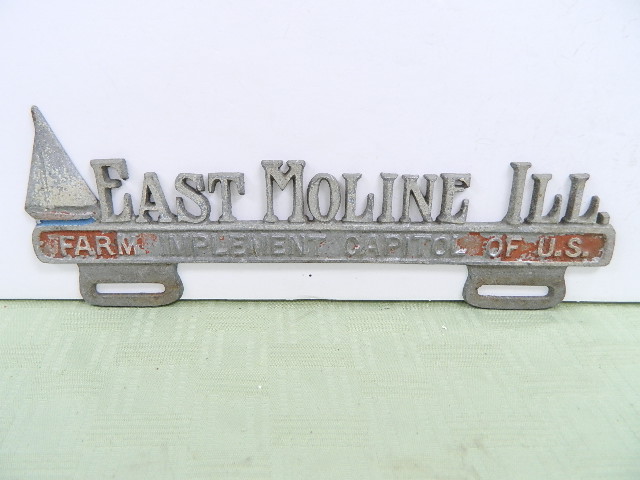 EAST MOLINE ILL.
FARM IMPLEMENT CAPITOL OF U.S.